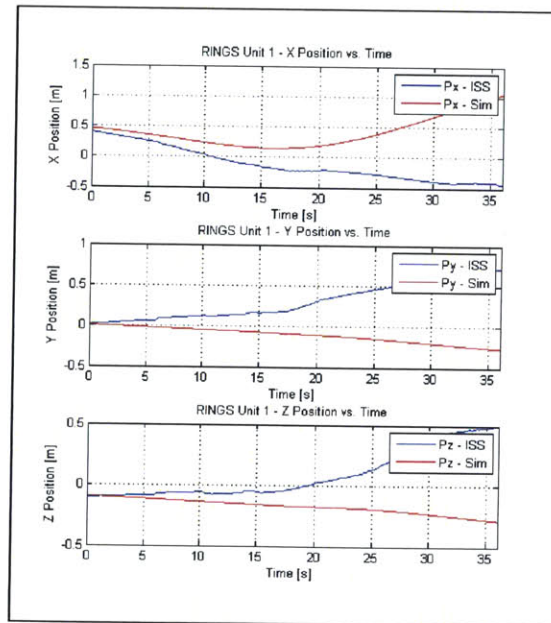 RINGS Unit 1 - X Position vs. Time
X Position [m]
1.5
1
0.5
0
-0.5
Px - ISS
Px - Sim
0 5 10 15 20 25 30 35
Time [s]
RINGS Unit 1 - Y Position vs. Time
Y Position [m]
1
0.5
0
-0.5
Py - ISS
Py - Sim
0 5 10 15 20 25 30 35
Time [s]
RINGS Unit 1 - Z Position vs. Time
Z Position [m]
0.5
0
-0.5
Pz - ISS
Pz - Sim
0 5 10 15 20 25 30 35
Time [s]